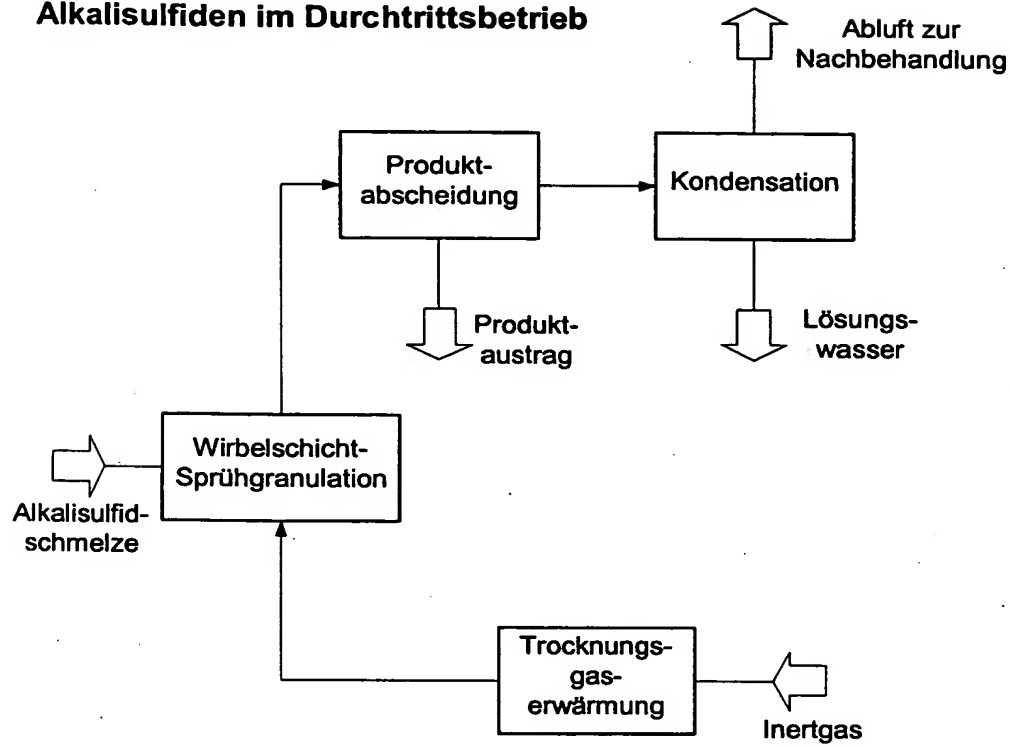 Alkalisulfiden im Durchtrittsbetrieb
Abluft zur
Nachbehandlung
Produkt-
abscheidung
Kondensation
Produkt-
austrag
Lösungs-
wasser
Wirbelschicht-
Sprühgranulation
Alkalisulfid-
schmelze
Trocknungs-
gas-
erwärmung
Inertgas